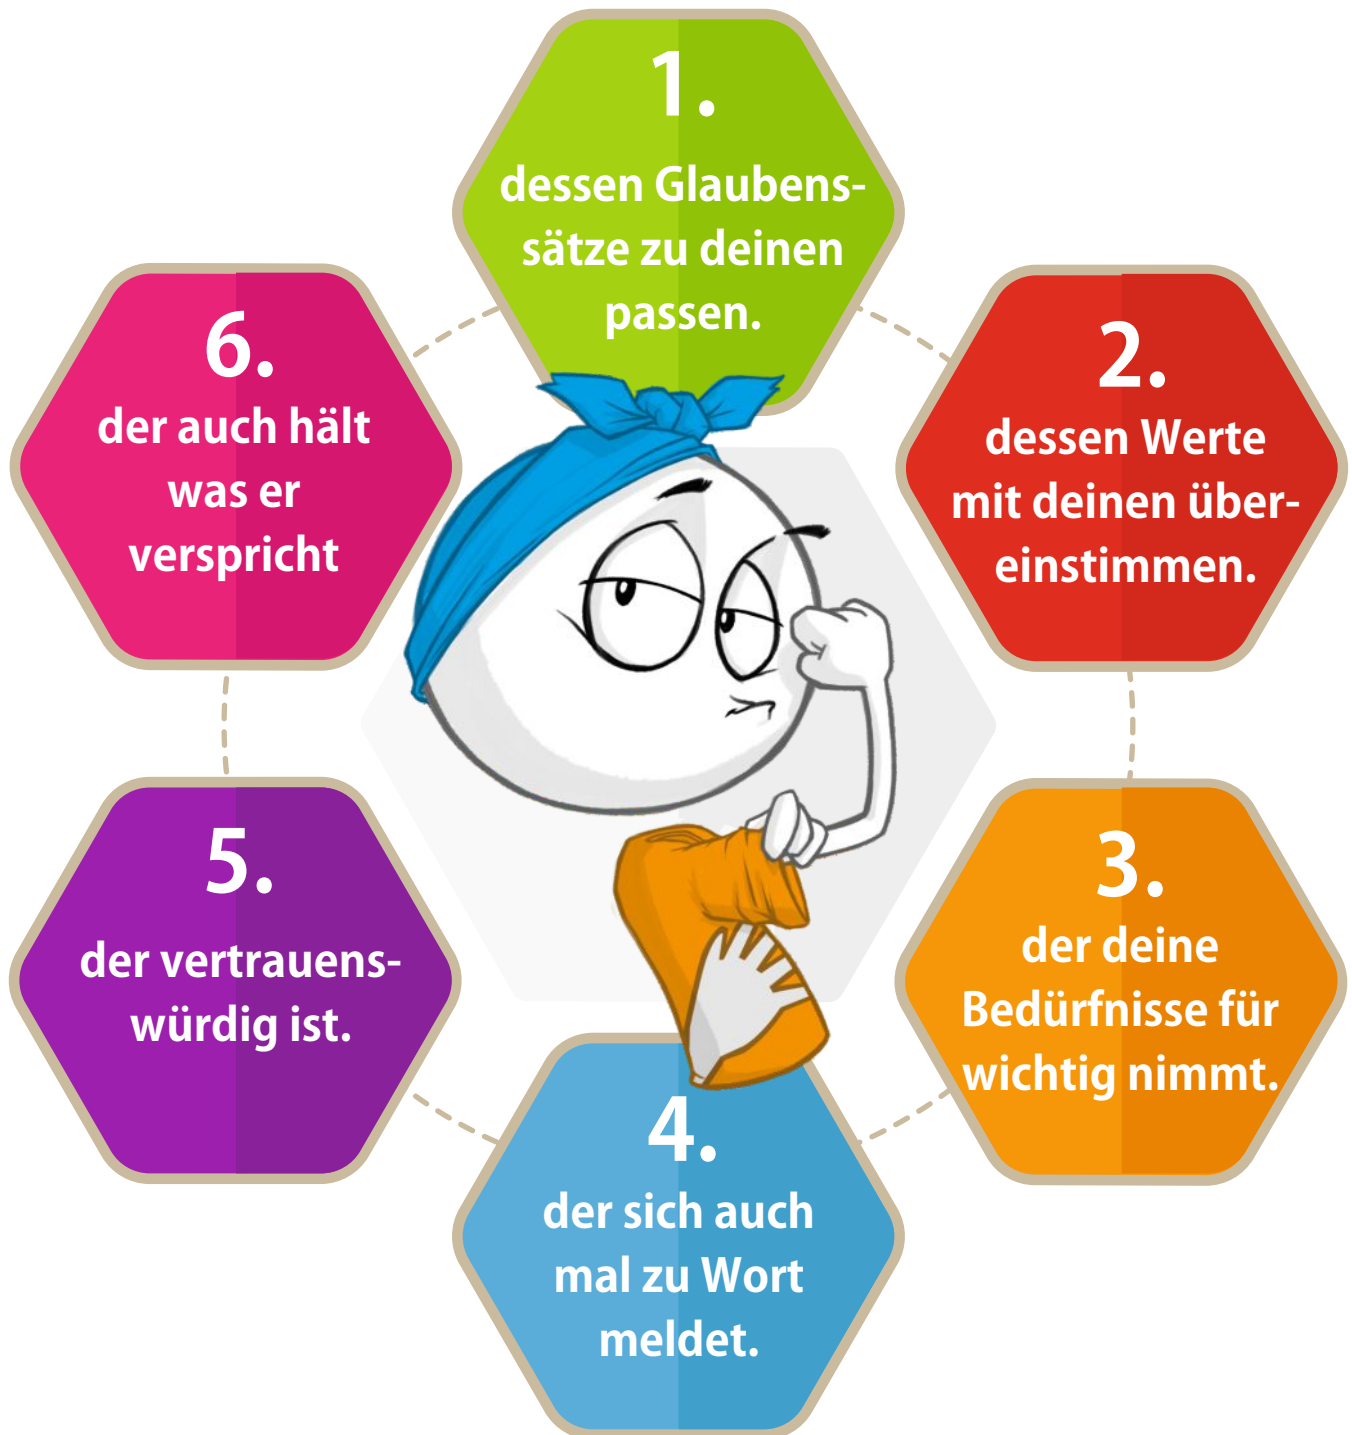 1.
dessen Glaubens-
sätze zu deinen
passen.
2.
dessen Werte
mit deinen über-
einstimmen.
3.
der deine
Bedürfnisse für
wichtig nimmt.
4.
der sich auch
mal zu Wort
meldet.
5.
der vertrauens-
würdig ist.
6.
der auch hält
was er
verspricht